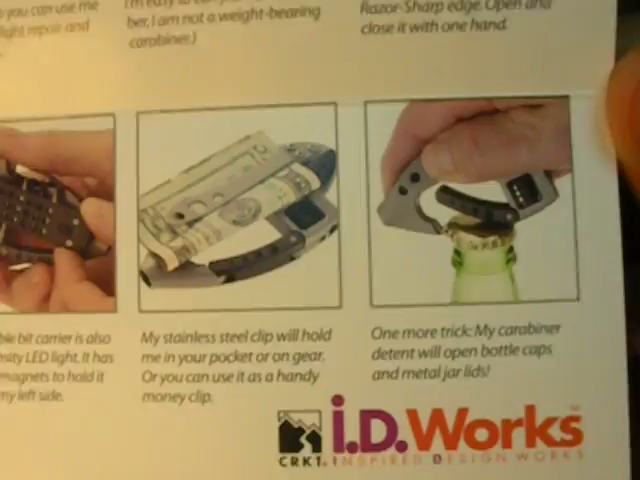 you can use me
light repair and
ber, I am not a weight-bearing
carabiner.)
Razor-Sharp edge. Open and
close it with one hand.
ble bit carrier is also
sity LED light. It has
magnets to hold it
my left side.
My stainless steel clip will hold
me in your pocket or on gear.
Or you can use it as a handy
money clip.
One more trick: My carabiner
detent will open bottle caps
and metal jar lids!
i.D.Works™
CRKT. INSPIRED DESIGN WORKS